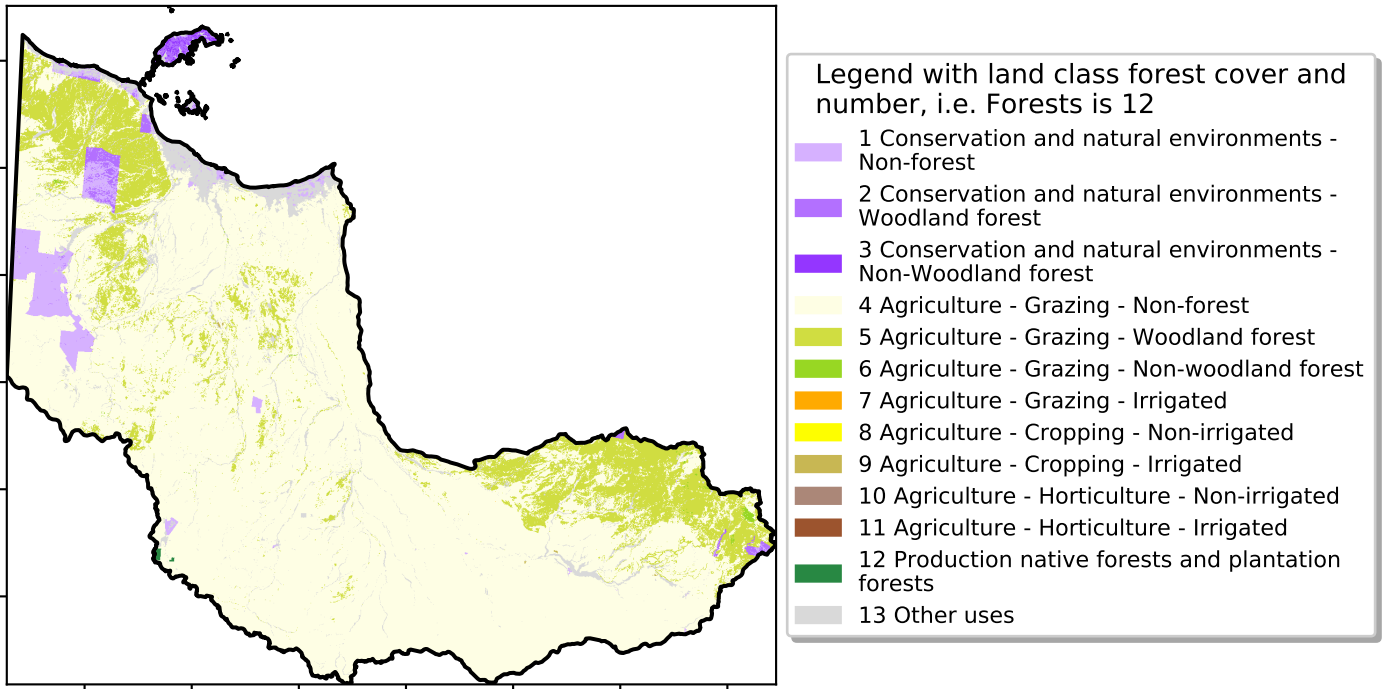 Legend with land class forest cover and
number, i.e. Forests is 12
1 Conservation and natural environments -
Non-forest
2 Conservation and natural environments -
Woodland forest
3 Conservation and natural environments -
Non-Woodland forest
4 Agriculture - Grazing - Non-forest
5 Agriculture - Grazing - Woodland forest
6 Agriculture - Grazing - Non-woodland forest
7 Agriculture - Grazing - Irrigated
8 Agriculture - Cropping - Non-irrigated
9 Agriculture - Cropping - Irrigated
10 Agriculture - Horticulture - Non-irrigated
11 Agriculture - Horticulture - Irrigated
12 Production native forests and plantation
forests
13 Other uses